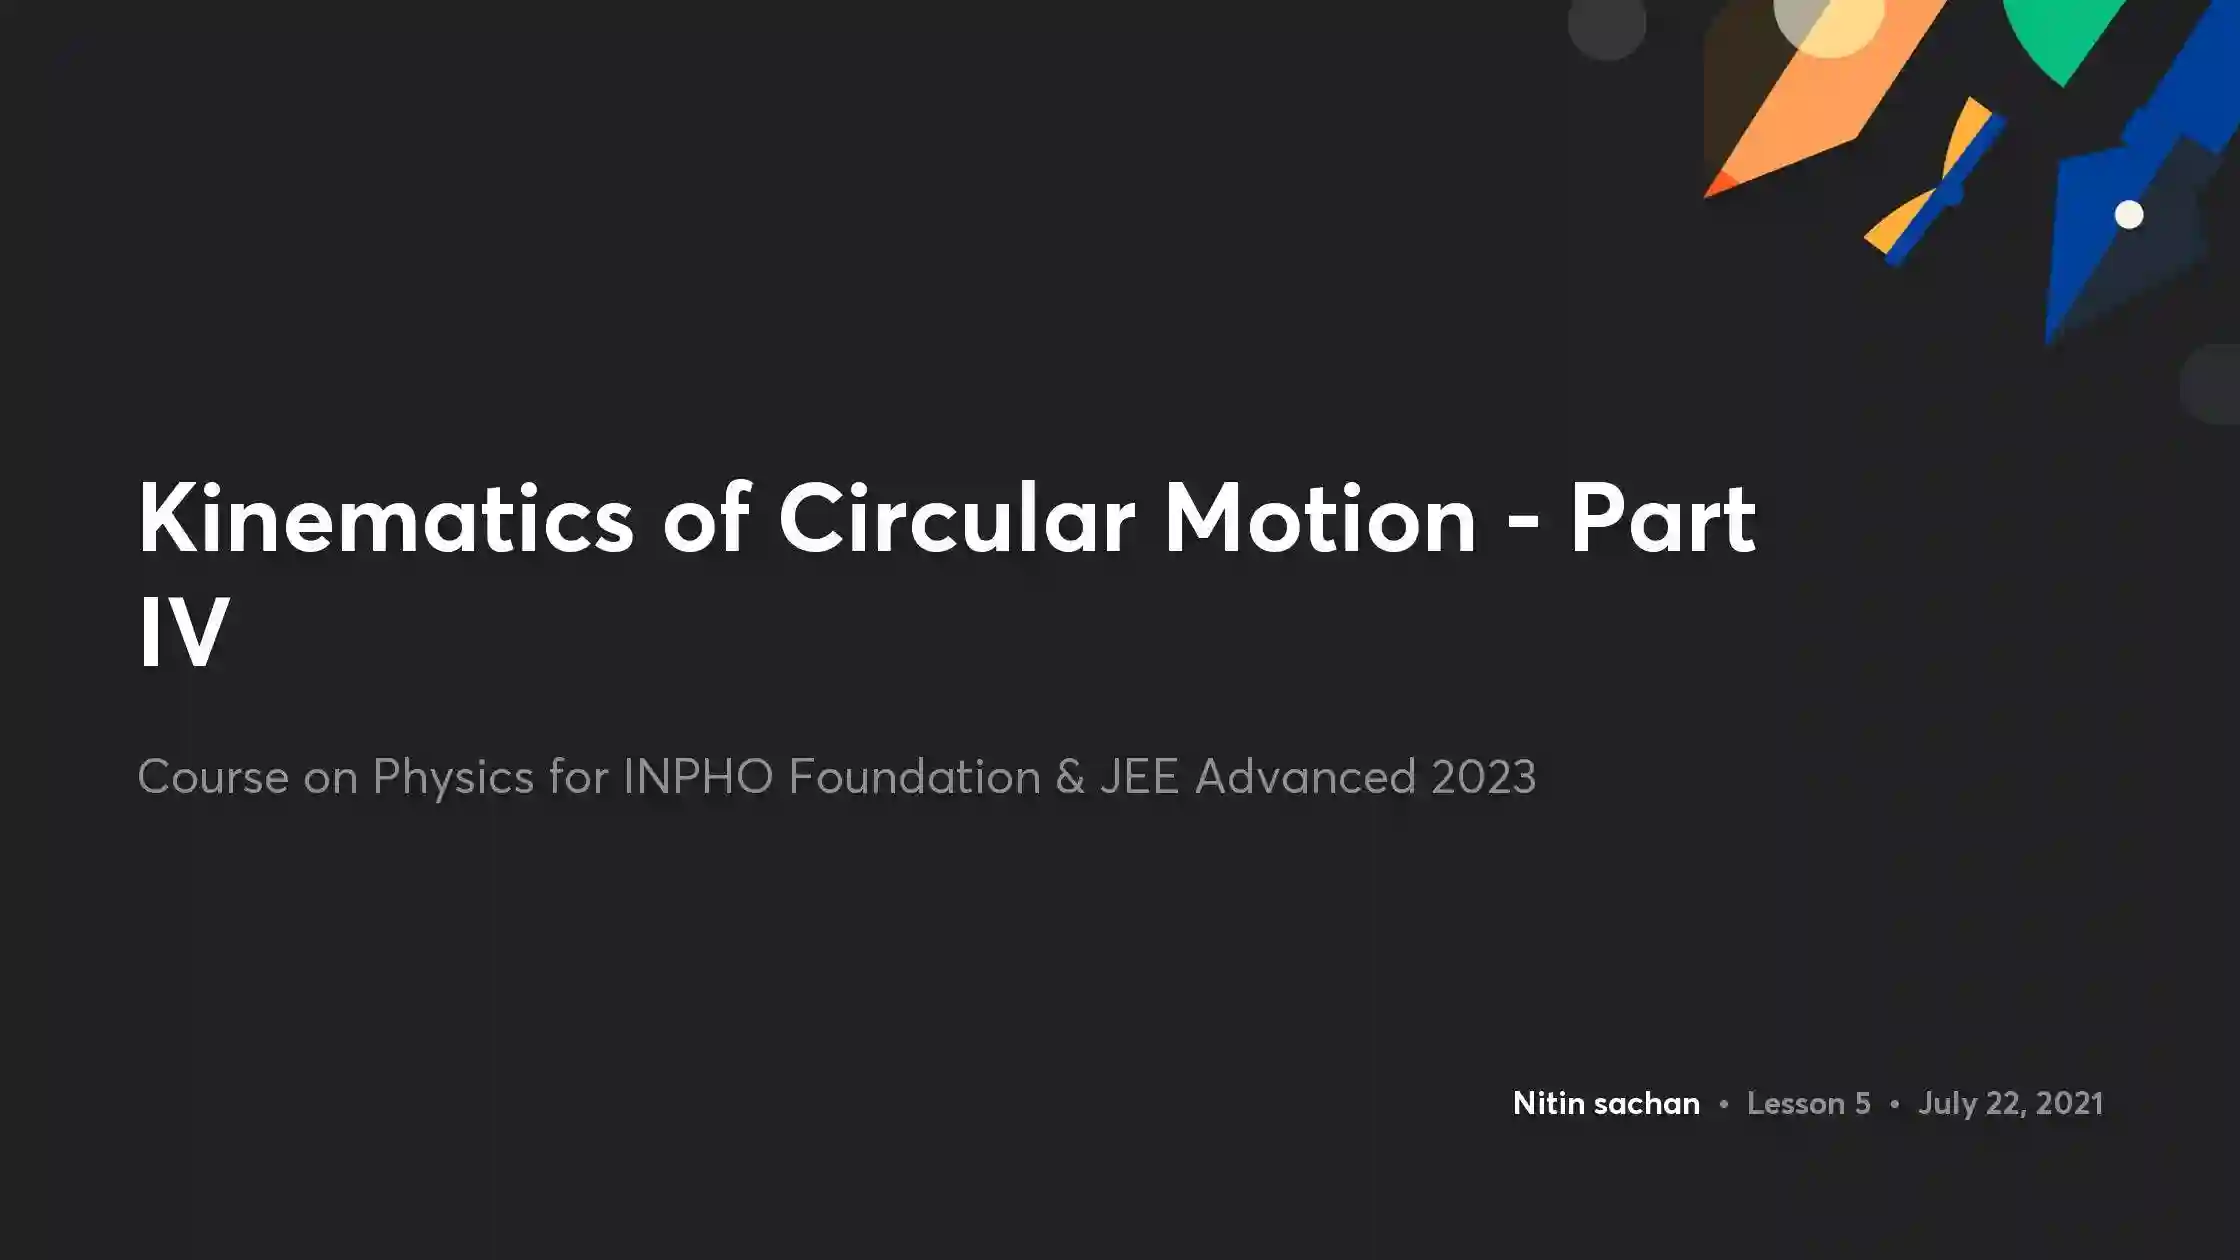 Kinematics of Circular Motion - Part
IV
Course on Physics for INPHO Foundation & JEE Advanced 2023
Nitin sachan • Lesson 5 • July 22, 2021